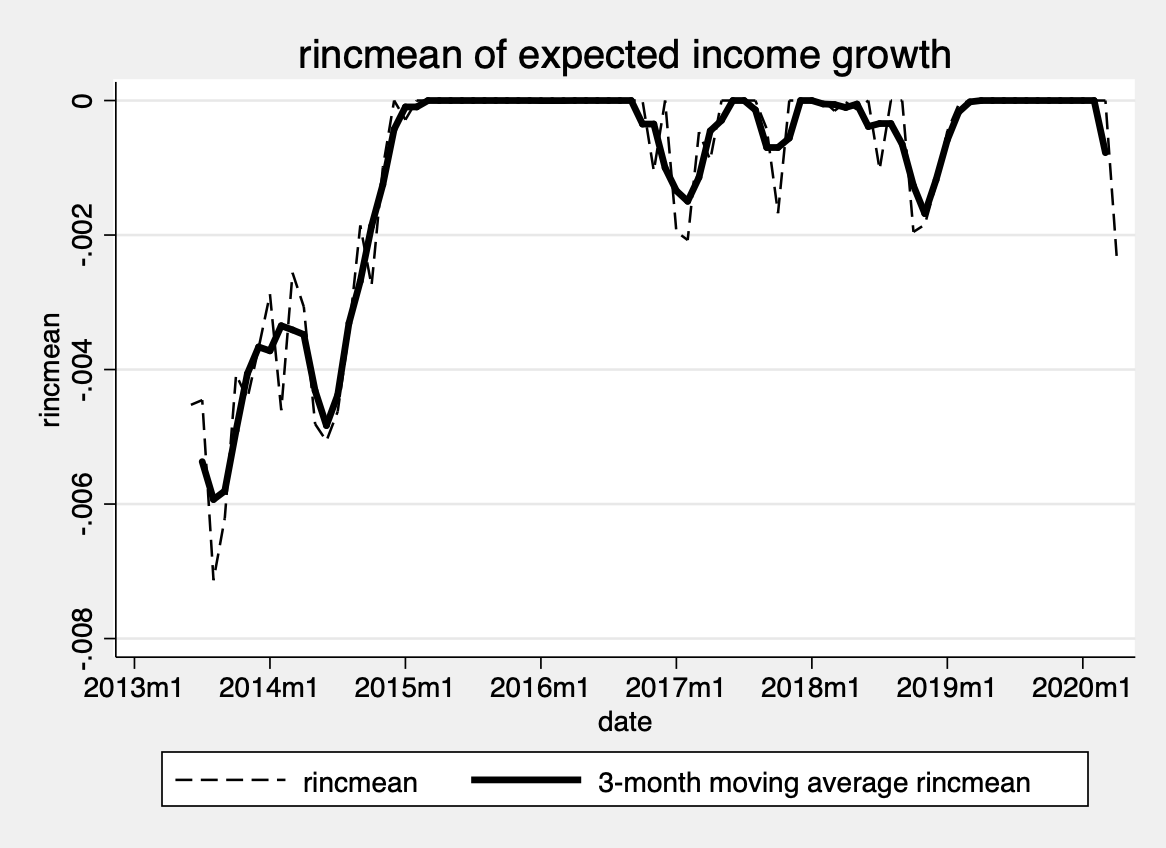 rincmean of expected income growth
rincmean
0
-.002
-.004
-.006
-.008
2013m1 2014m1 2015m1 2016m1 2017m1 2018m1 2019m1 2020m1
date
rincmean 3-month moving average rincmean